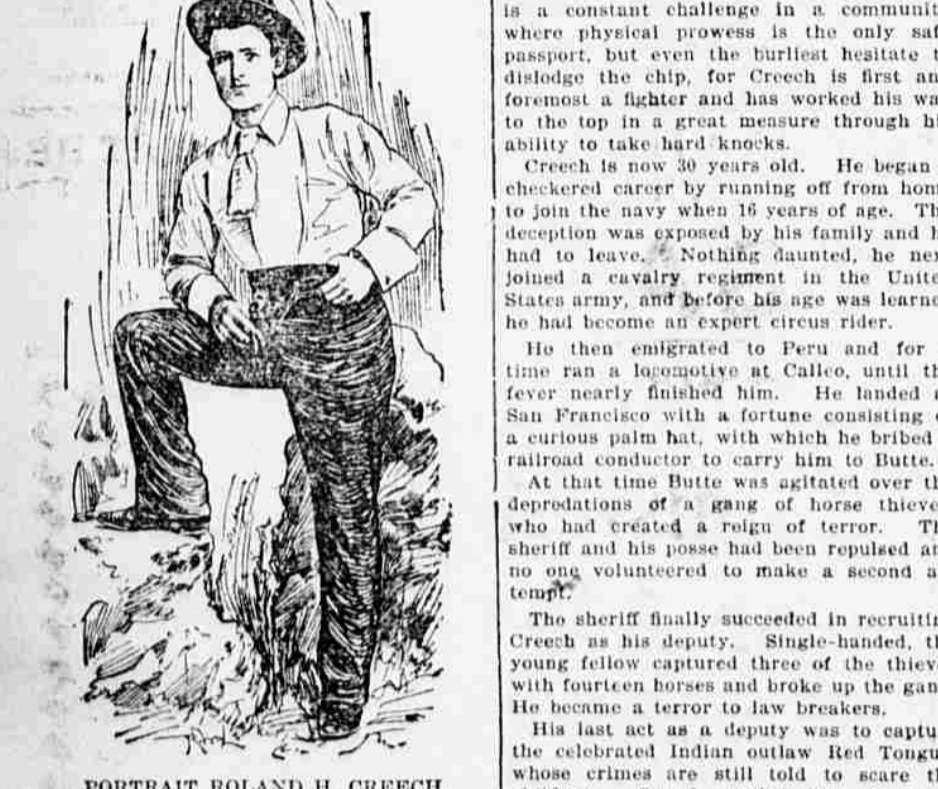 is a constant challenge in a communit
where physical prowess is the only saf
passport, but even the burliest hesitate t
dislodge the chip, for Creech is first an
foremost a fighter and has worked his wa
to the top in a great measure through hi
ability to take hard knocks.
Creech is now 30 years old. He began
checkered career by running off from hom
to join the navy when 16 years of age. Th
deception was exposed by his family and h
had to leave. Nothing daunted, he nex
joined a cavalry regiment in the Unite
States army, and before his age was learne
he had become an expert circus rider.
He then emigrated to Peru and for
time ran a locomotive at Calleo, until th
fever nearly finished him. He landed
San Francisco with a fortune consisting o
a curious palm hat, with which he bribed
railroad conductor to carry him to Butte.
At that time Butte was agitated over th
depredations of a gang of horse thieve
who had created a reign of terror. Th
sheriff and his posse had been repulsed an
no one volunteered to make a second a
tempt.
The sheriff finally succeeded in recruitin
Creech as his deputy. Single-handed, th
young fellow captured three of the thieve
with fourteen horses and broke up the gan
He became a terror to law breakers.
His last act as a deputy was to captu
the celebrated Indian outlaw Red Tongu
whose crimes are still told to scare th
PORTRAIT ROLAND H. CREECH